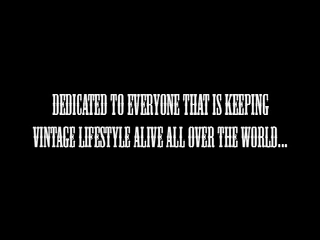 DEDICATED TO EVERYONE THAT IS KEEPING
VINTAGE LIFESTYLE ALIVE ALL OVER THE WORLD...